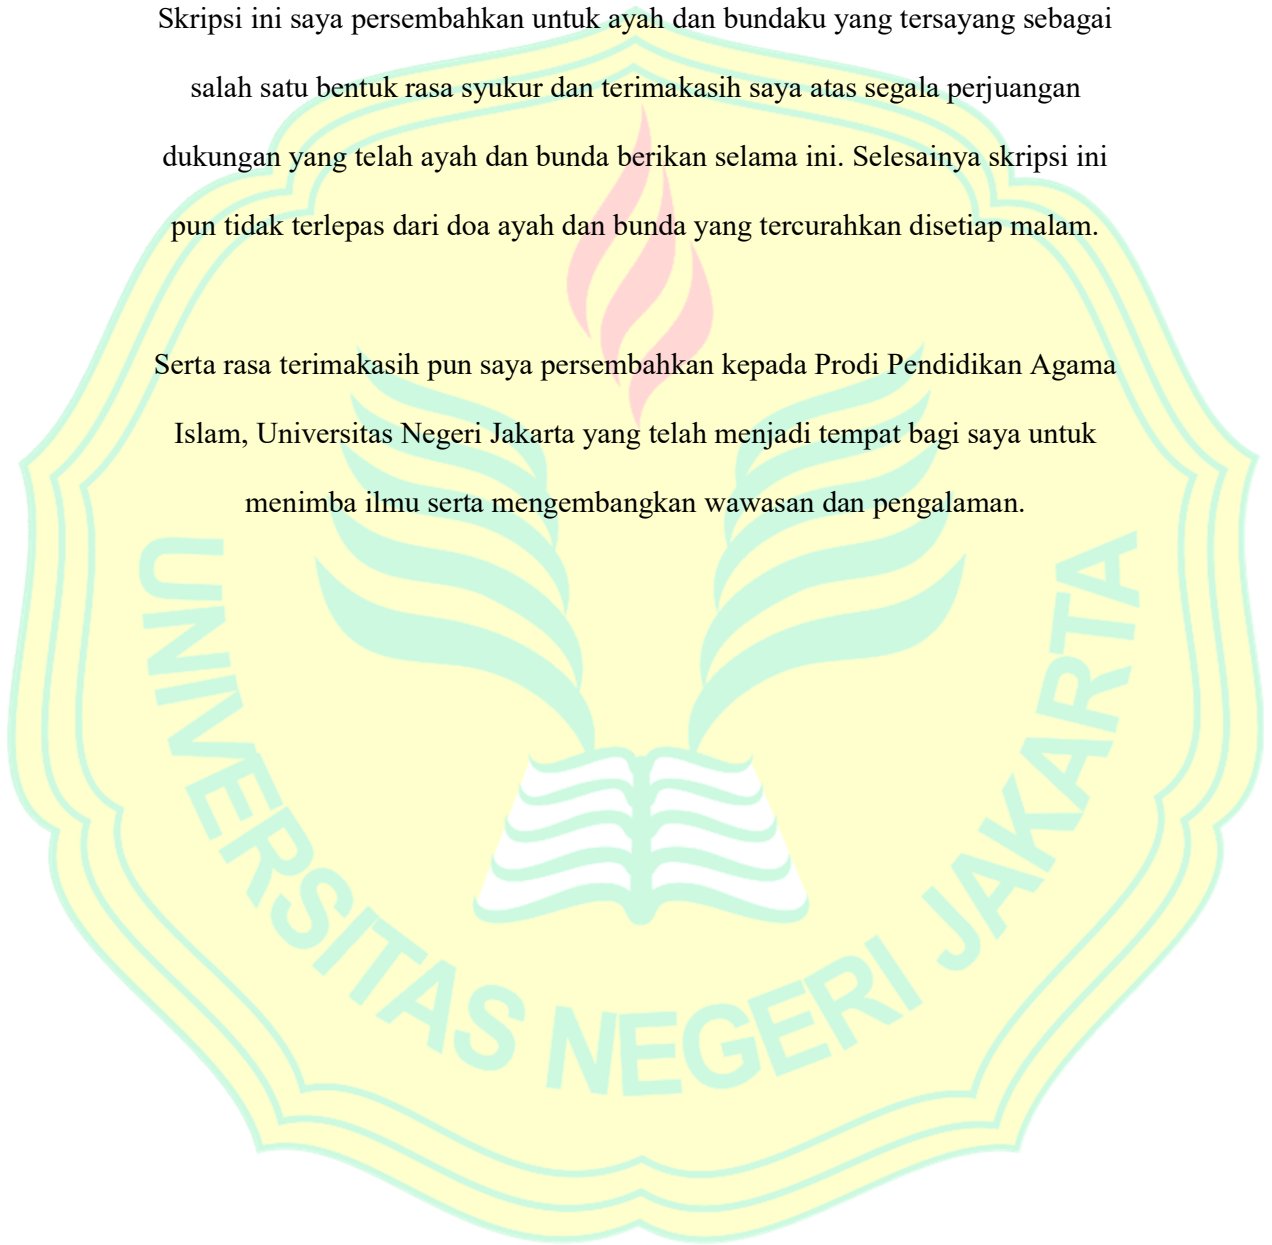 Skripsi ini saya persembahkan untuk ayah dan bundaku yang tersayang sebagai
salah satu bentuk rasa syukur dan terimakasih saya atas segala perjuangan
dukungan yang telah ayah dan bunda berikan selama ini. Selesainya skripsi ini
pun tidak terlepas dari doa ayah dan bunda yang tercurahkan disetiap malam.
Serta rasa terimakasih pun saya persembahkan kepada Prodi Pendidikan Agama
Islam, Universitas Negeri Jakarta yang telah menjadi tempat bagi saya untuk
menimba ilmu serta mengembangkan wawasan dan pengalaman.
UNIVERSITAS NEGERI JAKARTA